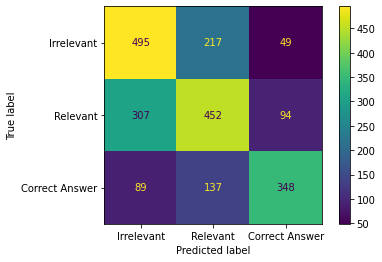 Irrelevant 495 217 49
Relevant 307 452 94
Correct Answer 89 137 348
Irrelevant Relevant Correct Answer
Predicted label
True label
450
400
350
300
250
200
150
100
50